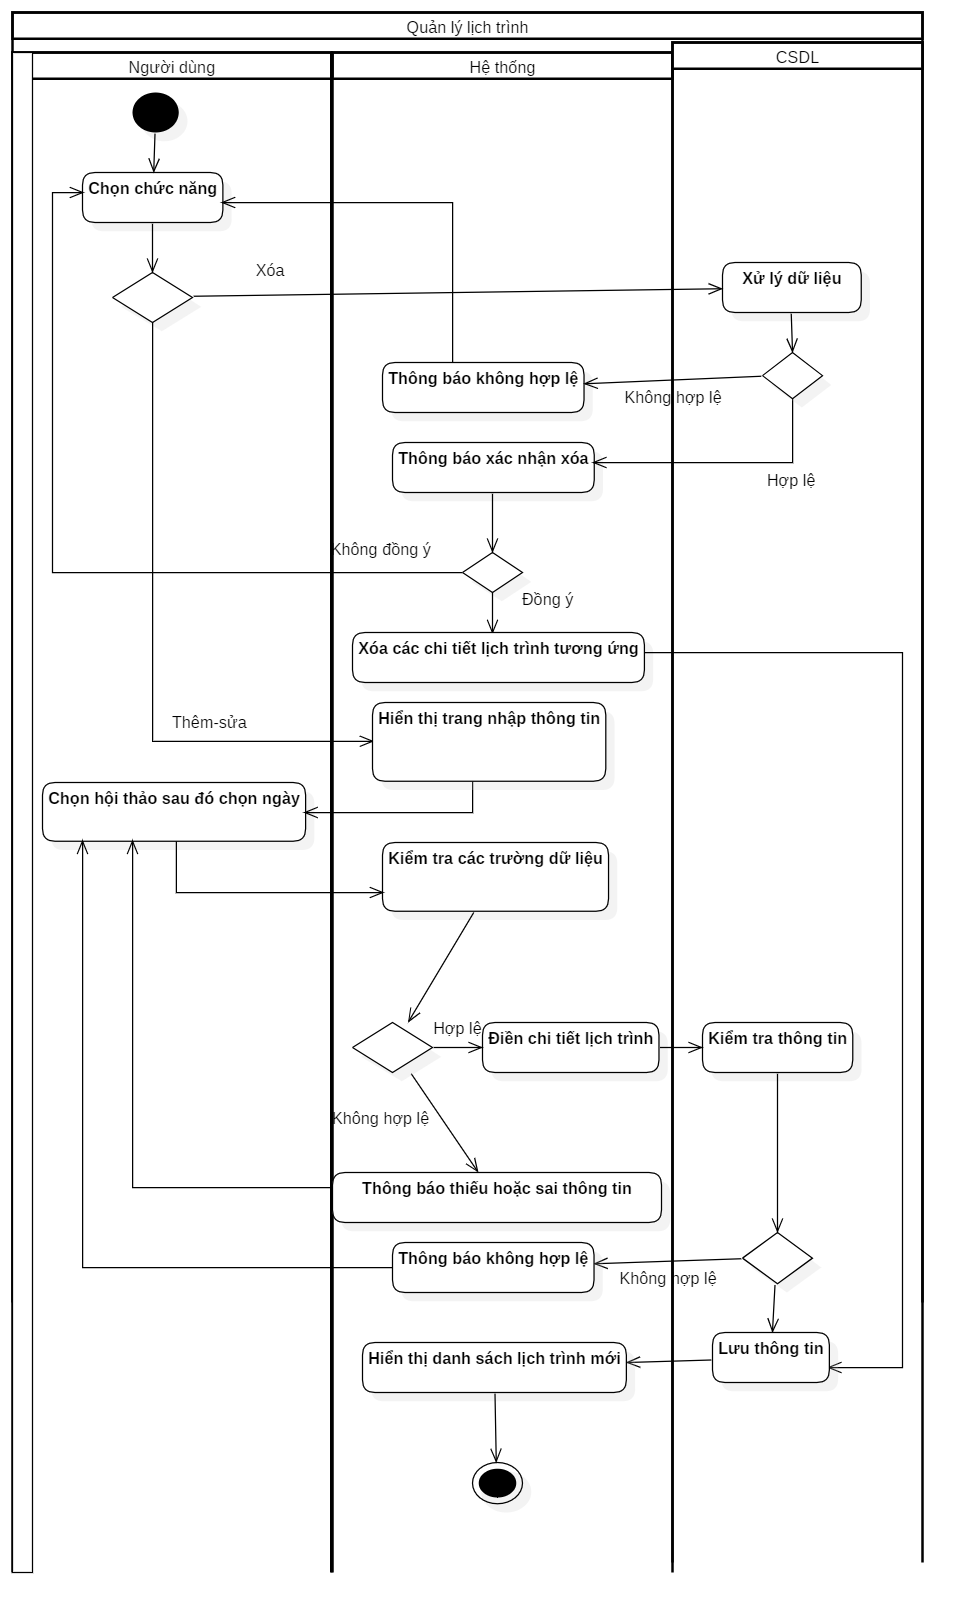 Quản lý lịch trình
Người dùng
Hệ thống
CSDL
Chọn chức năng
Xóa
Xử lý dữ liệu
Thông báo không hợp lệ
Không hợp lệ
Thông báo xác nhận xóa
Hợp lệ
Không đồng ý
Đồng ý
Xóa các chi tiết lịch trình tương ứng
Thêm-sửa
Hiển thị trang nhập thông tin
Chọn hội thảo sau đó chọn ngày
Kiểm tra các trường dữ liệu
Hợp lệ
Điền chi tiết lịch trình
Kiểm tra thông tin
Không hợp lệ
Thông báo thiếu hoặc sai thông tin
Thông báo không hợp lệ
Không hợp lệ
Lưu thông tin
Hiển thị danh sách lịch trình mới